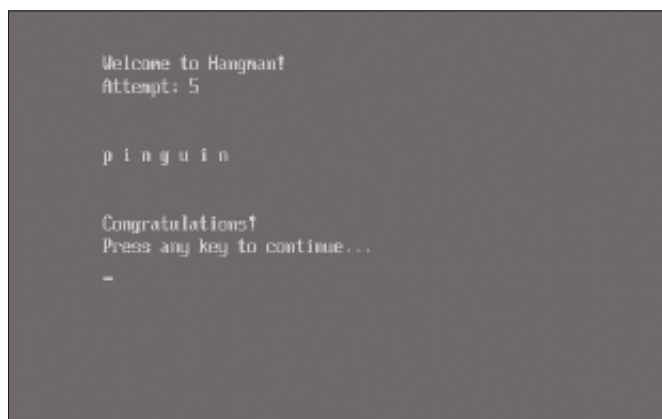 Welcome to Hangman!
Attempt: 5
p i n g u i n
Congratulations!
Press any key to continue...